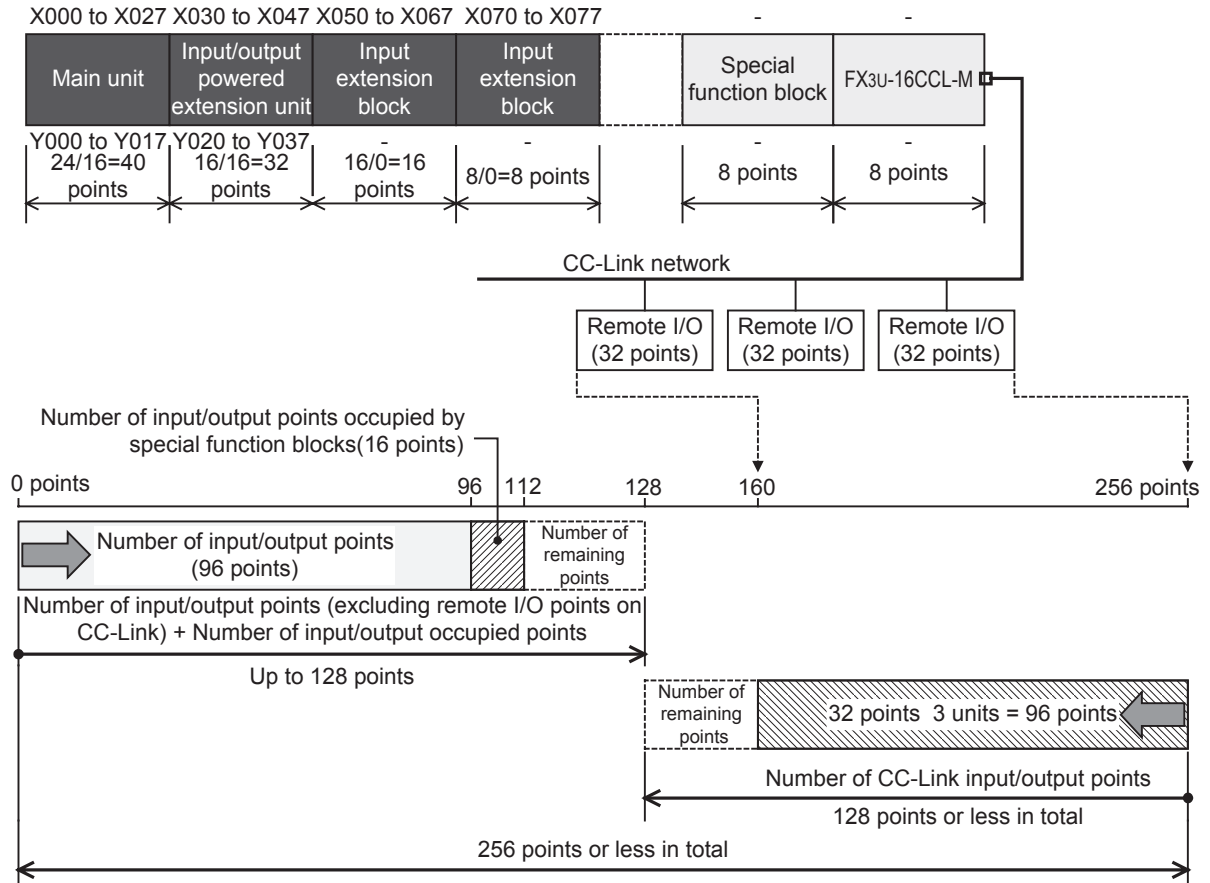 X000 to X027 X030 to X047 X050 to X067 X070 to X077 - -
Main unit
Input/output
powered
extension unit
Input
extension
block
Input
extension
block
Special
function block
FX3U-16CCL-M
Y000 to Y017 Y020 to Y037 - - - -
24/16=40
points
16/16=32
points
16/0=16
points
8/0=8 points
8 points
8 points
CC-Link network
Remote I/O
(32 points)
Remote I/O
(32 points)
Remote I/O
(32 points)
Number of input/output points occupied by
special function blocks(16 points)
0 points 96 112 128 160 256 points
Number of input/output points
(96 points)
Number of
remaining
points
Number of input/output points (excluding remote I/O points on
CC-Link) + Number of input/output occupied points
Up to 128 points
Number of
remaining
points
32 points 3 units = 96 points
Number of CC-Link input/output points
128 points or less in total
256 points or less in total